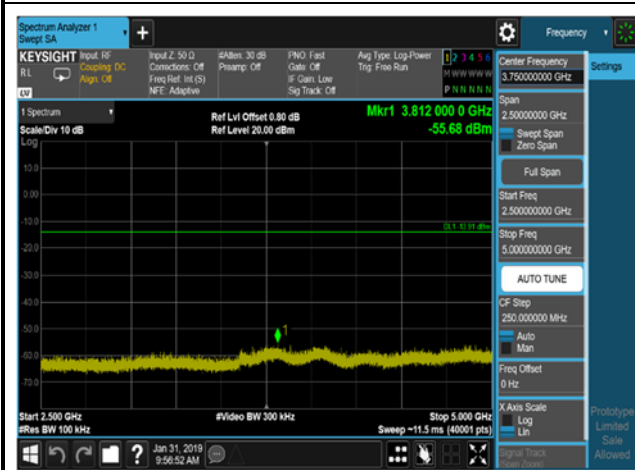 Spectrum Analyzer 1
Swept SA
Frequency
KEYSIGHT
RL
Input: RF
Coupling: DC
Align: Off
Input Z: 50 Ω
Corrections: Off
Freq Ref: Int (S)
NFE: Adaptive
#Atten: 30 dB
Preamp: Off
PNO: Fast
Gate: Off
IF Gain: Low
Sig Track: Off
Avg Type: Log-Power
Trig: Free Run
1 2 3 4 5 6
M W W W W W
P N N N N N
Center Frequency
3.750000000 GHz
Settings
1 Spectrum
Scale/Div 10 dB
Log
Ref Lvl Offset 0.80 dB
Ref Level 20.00 dBm
Mkr1 3.812 000 0 GHz
-55.68 dBm
Span
2.50000000 GHz
Swept Span
Zero Span
Full Span
Start Freq
2.500000000 GHz
Stop Freq
5.000000000 GHz
AUTO TUNE
CF Step
250.000000 MHz
Auto
Man
Freq Offset
0 Hz
X Axis Scale
Log
Lin
Signal Track
(Span Zoom)
10.0
0.00
-10.0
-20.0
-30.0
-40.0
-50.0
-60.0
-70.0
1
Start 2.500 GHz
#Res BW 100 kHz
#Video BW 300 kHz
Stop 5.000 GHz
Sweep ~11.5 ms (40001 pts)
Jan 31, 2019
9:56:52 AM
Prototype
Limited
Sale
Allowed